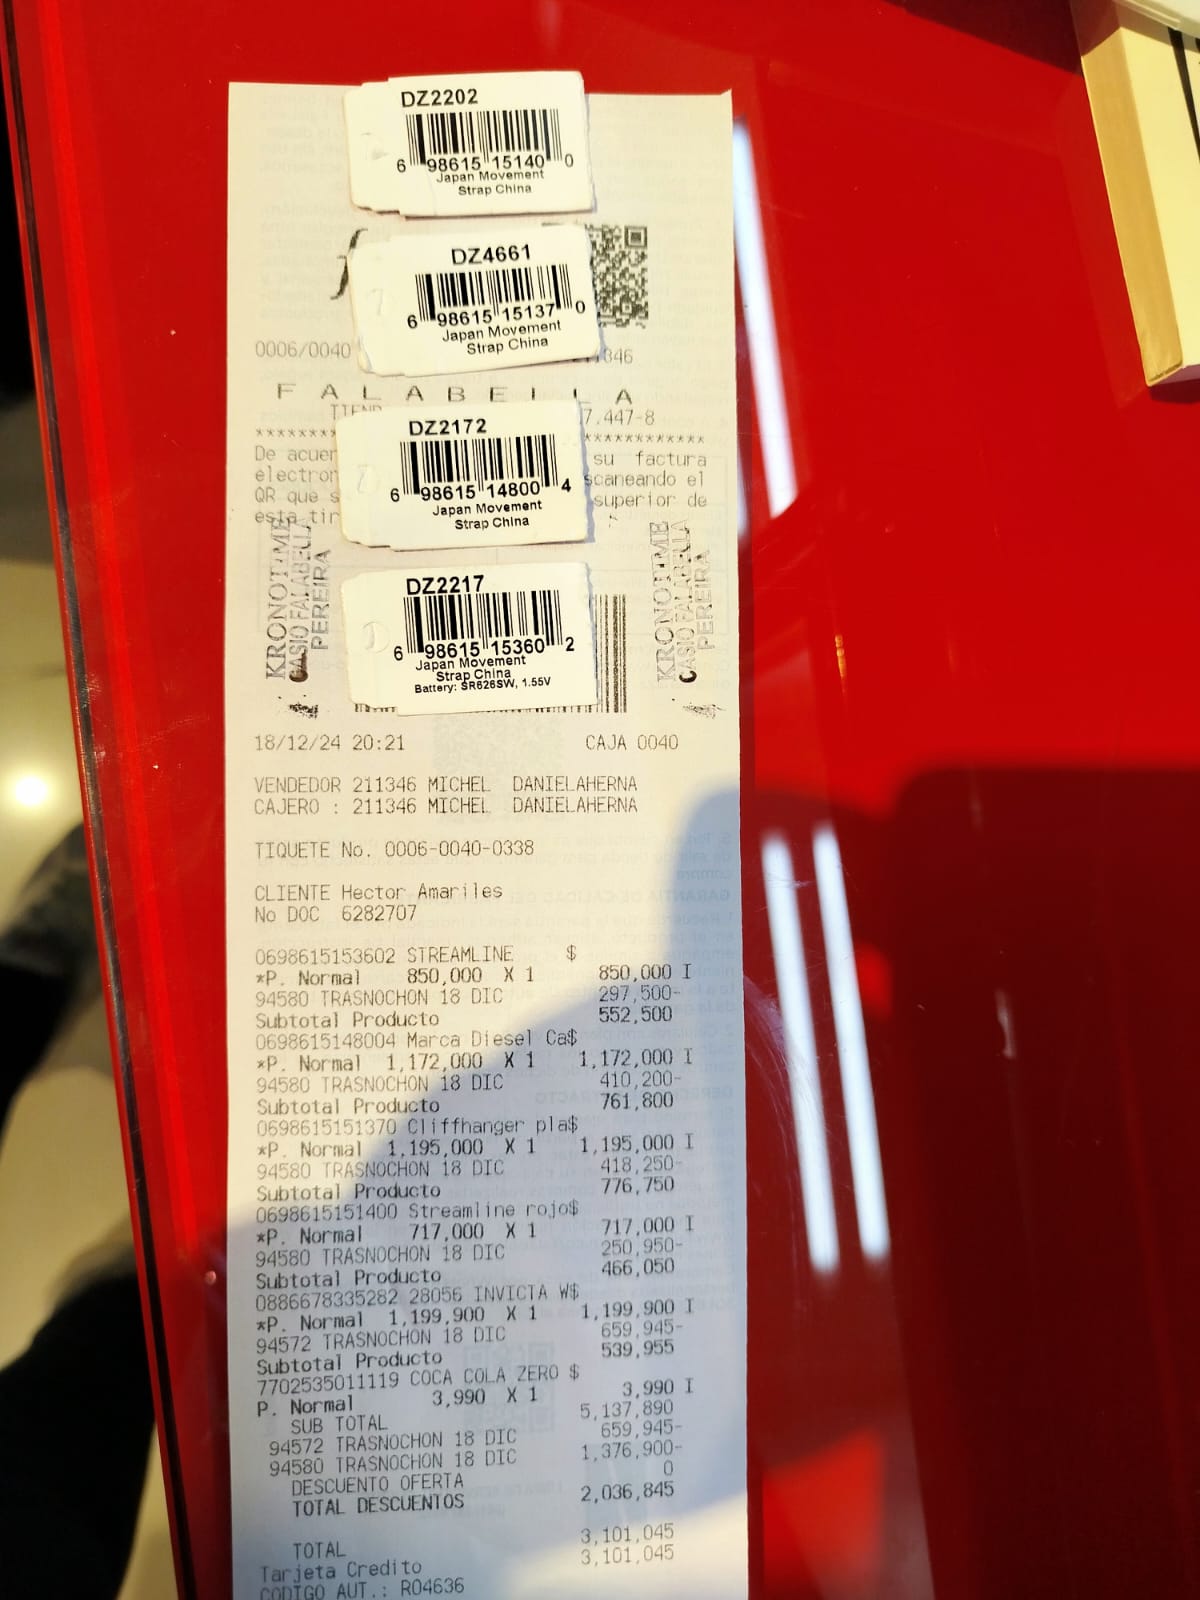 DZ2202
6 98615 15140 0
Japan Movement
Strap China
DZ4661
6 98615 15137 0
Japan Movement
Strap China
0006/0040
FALABELLA
7.447-8
DZ2172
6 98615 14800 4
Japan Movement
Strap China
************
De acuer su factura
electron scaneando el
QR que s superior de
esta tir
KRONOTIME
CASIO FALABELLA
PEREIRA
KRONOTIME
CASIO FALABELLA
PEREIRA
DZ2217
6 98615 15360 2
Japan Movement
Strap China
Battery: SR626SW, 1.55V
18/12/24 20:21 CAJA 0040
VENDEDOR 211346 MICHEL DANIELAHERNA
CAJERO : 211346 MICHEL DANIELAHERNA
TIQUETE No. 0006-0040-0338
CLIENTE Hector Amariles
No DOC 6282707
0698615153602 STREAMLINE $
*P. Normal 850,000 X 1 850,000 I
94580 TRASNOCHON 18 DIC 297,500-
Subtotal Producto 552,500
0698615148004 Marca Diesel Ca$
*P. Normal 1,172,000 X 1 1,172,000 I
94580 TRASNOCHON 18 DIC 410,200-
Subtotal Producto 761,800
0698615151370 Cliffhanger pla$
*P. Normal 1,195,000 X 1 1,195,000 I
94580 TRASNOCHON 18 DIC 418,250-
Subtotal Producto 776,750
0698615151400 Streamline rojo$
*P. Normal 717,000 X 1 717,000 I
94580 TRASNOCHON 18 DIC 250,950-
Subtotal Producto 466,050
0886678335282 28056 INVICTA W$
*P. Normal 1,199,900 X 1 1,199,900 I
94572 TRASNOCHON 18 DIC 659,945-
Subtotal Producto 539,955
7702535011119 COCA COLA ZERO $
P. Normal 3,990 X 1 3,990 I
SUB TOTAL 5,137,890
94572 TRASNOCHON 18 DIC 659,945-
94580 TRASNOCHON 18 DIC 1,376,900-
DESCUENTO OFERTA 0
TOTAL DESCUENTOS 2,036,845
TOTAL 3,101,045
Tarjeta Credito 3,101,045
CODIGO AUT.: R04636